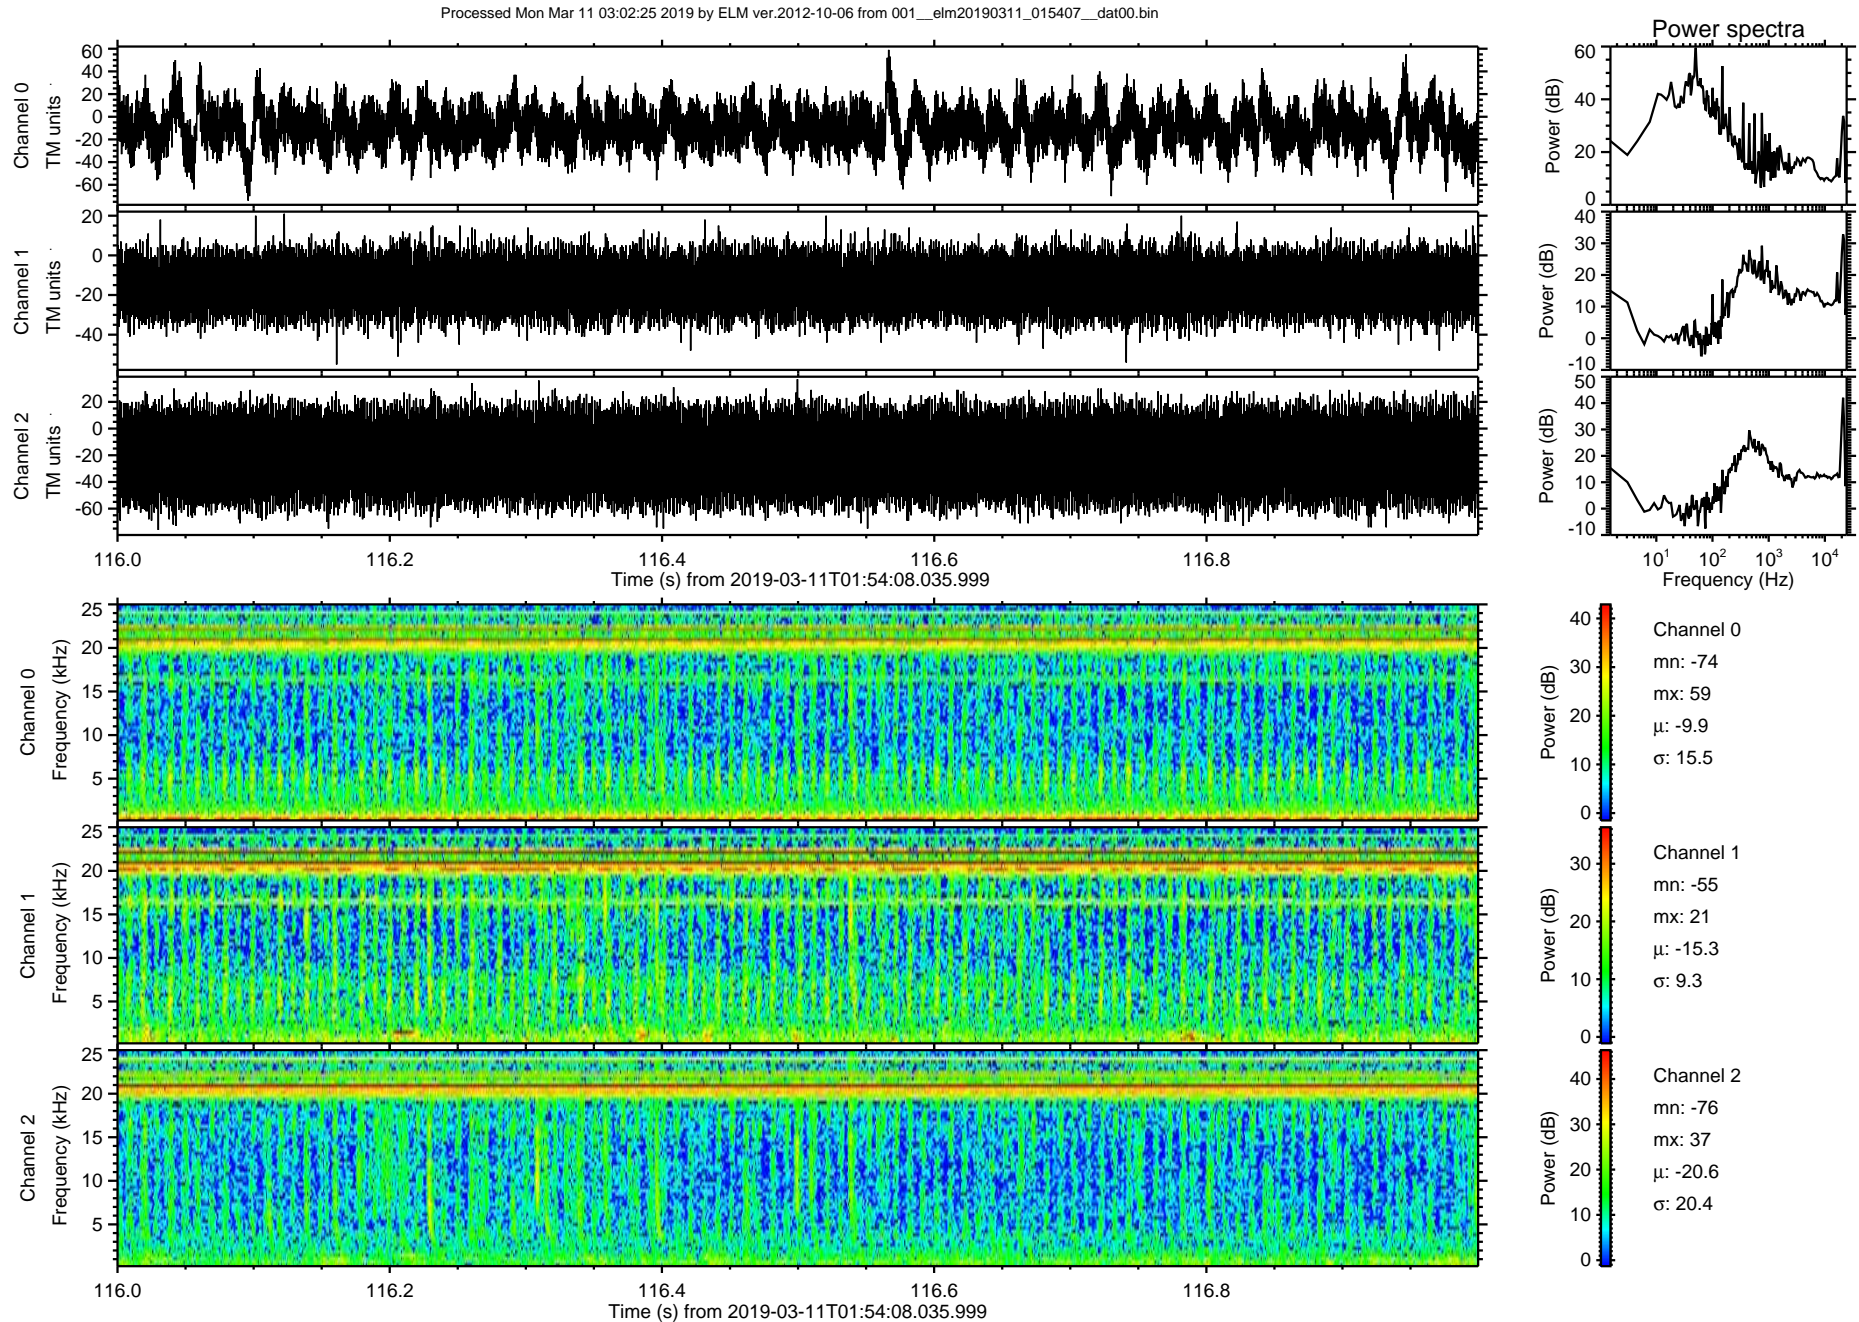 Processed Mon Mar 11 03:02:25 2019 by ELM ver.2012-10-06 from 001__elm20190311_015407__dat00.bin
Power spectra
Channel 0
TM units
60
40
20
0
-20
-40
-60
Power (dB)
60
40
20
0
Channel 1
TM units
20
0
-20
-40
Power (dB)
40
30
20
10
0
-10
Channel 2
TM units
20
0
-20
-40
-60
Power (dB)
50
40
30
20
10
0
-10
116.0 116.2 116.4 116.6 116.8
Time (s) from 2019-03-11T01:54:08.035.999
10¹ 10² 10³ 10⁴
Frequency (Hz)
Channel 0
Frequency (kHz)
25
20
15
10
5
Power (dB)
40
30
20
10
0
Channel 0
mn: -74
mx: 59
μ: -9.9
σ: 15.5
Channel 1
Frequency (kHz)
25
20
15
10
5
Power (dB)
30
20
10
0
Channel 1
mn: -55
mx: 21
μ: -15.3
σ: 9.3
Channel 2
Frequency (kHz)
25
20
15
10
5
Power (dB)
40
30
20
10
0
Channel 2
mn: -76
mx: 37
μ: -20.6
σ: 20.4
116.0 116.2 116.4 116.6 116.8
Time (s) from 2019-03-11T01:54:08.035.999